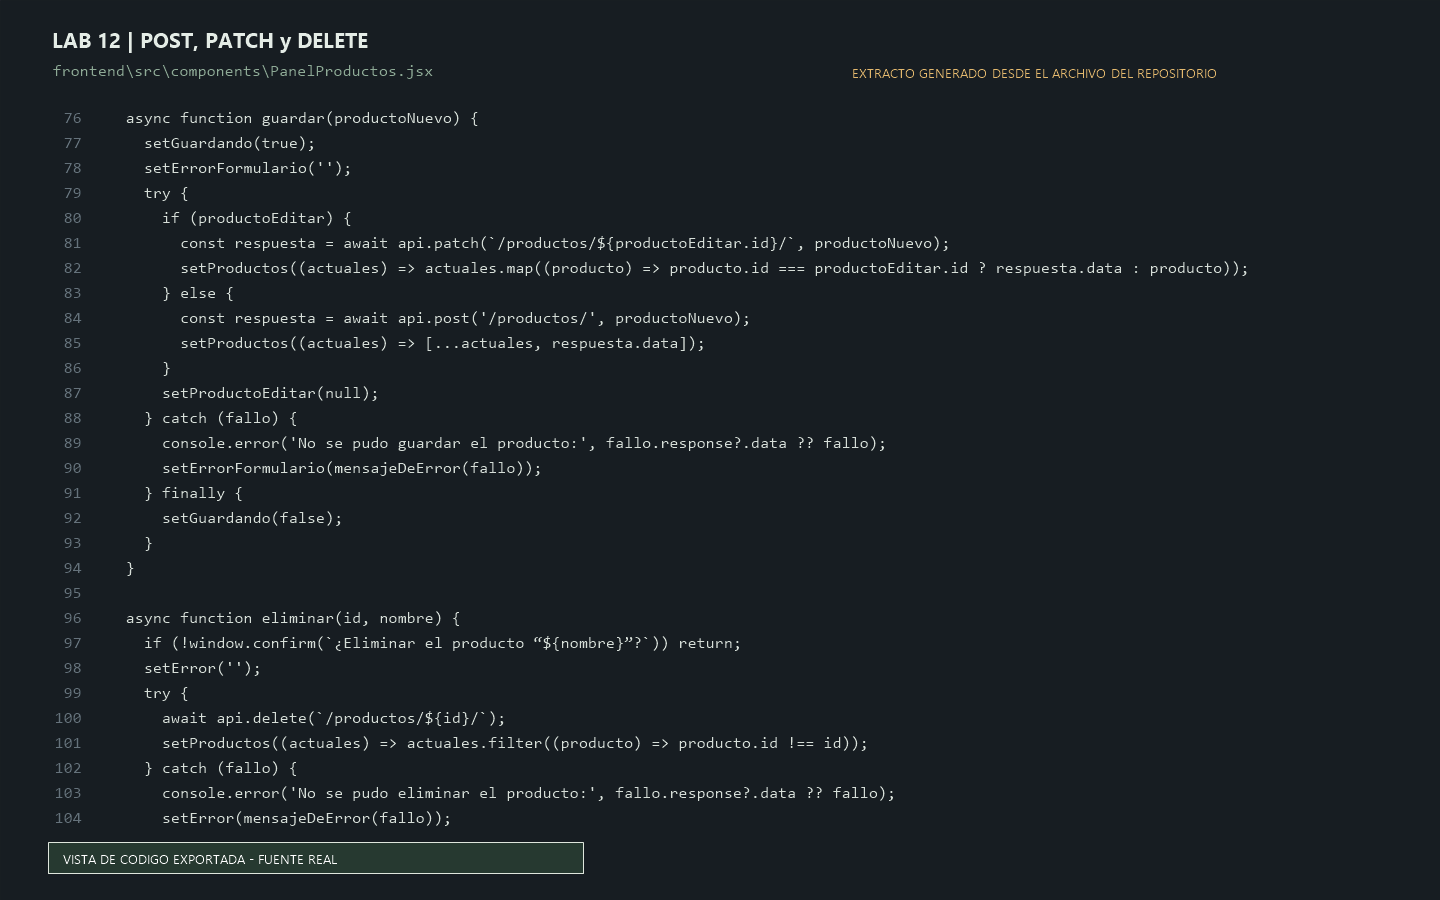 LAB 12 | POST, PATCH y DELETE
frontend\src\components\PanelProductos.jsx
EXTRACTO GENERADO DESDE EL ARCHIVO DEL REPOSITORIO
76 async function guardar(productoNuevo) {
77 setGuardando(true);
78 setErrorFormulario('');
79 try {
80 if (productoEditar) {
81 const respuesta = await api.patch(`/productos/${productoEditar.id}/`, productoNuevo);
82 setProductos((actuales) => actuales.map((producto) => producto.id === productoEditar.id ? respuesta.data : producto));
83 } else {
84 const respuesta = await api.post('/productos/', productoNuevo);
85 setProductos((actuales) => [...actuales, respuesta.data]);
86 }
87 setProductoEditar(null);
88 } catch (fallo) {
89 console.error('No se pudo guardar el producto:', fallo.response?.data ?? fallo);
90 setErrorFormulario(mensajeDeError(fallo));
91 } finally {
92 setGuardando(false);
93 }
94 }
95
96 async function eliminar(id, nombre) {
97 if (!window.confirm(`¿Eliminar el producto “${nombre}”?`)) return;
98 setError('');
99 try {
100 await api.delete(`/productos/${id}/`);
101 setProductos((actuales) => actuales.filter((producto) => producto.id !== id));
102 } catch (fallo) {
103 console.error('No se pudo eliminar el producto:', fallo.response?.data ?? fallo);
104 setError(mensajeDeError(fallo));
VISTA DE CODIGO EXPORTADA - FUENTE REAL